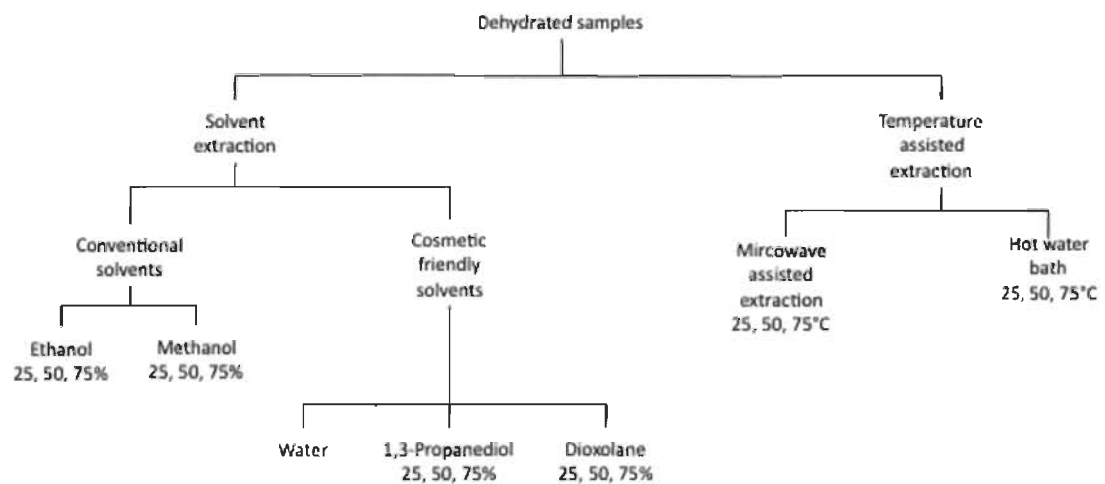 Dehydrated samples
Solvent
extraction
Temperature
assisted
extraction
Conventional
solvents
Cosmetic
friendly
solvents
Mircowave
assisted
extraction
25, 50, 75°C
Hot water
bath
25, 50, 75°C
Ethanol
25, 50, 75%
Methanol
25, 50, 75%
Water
1,3-Propanediol
25, 50, 75%
Dioxolane
25, 50, 75%